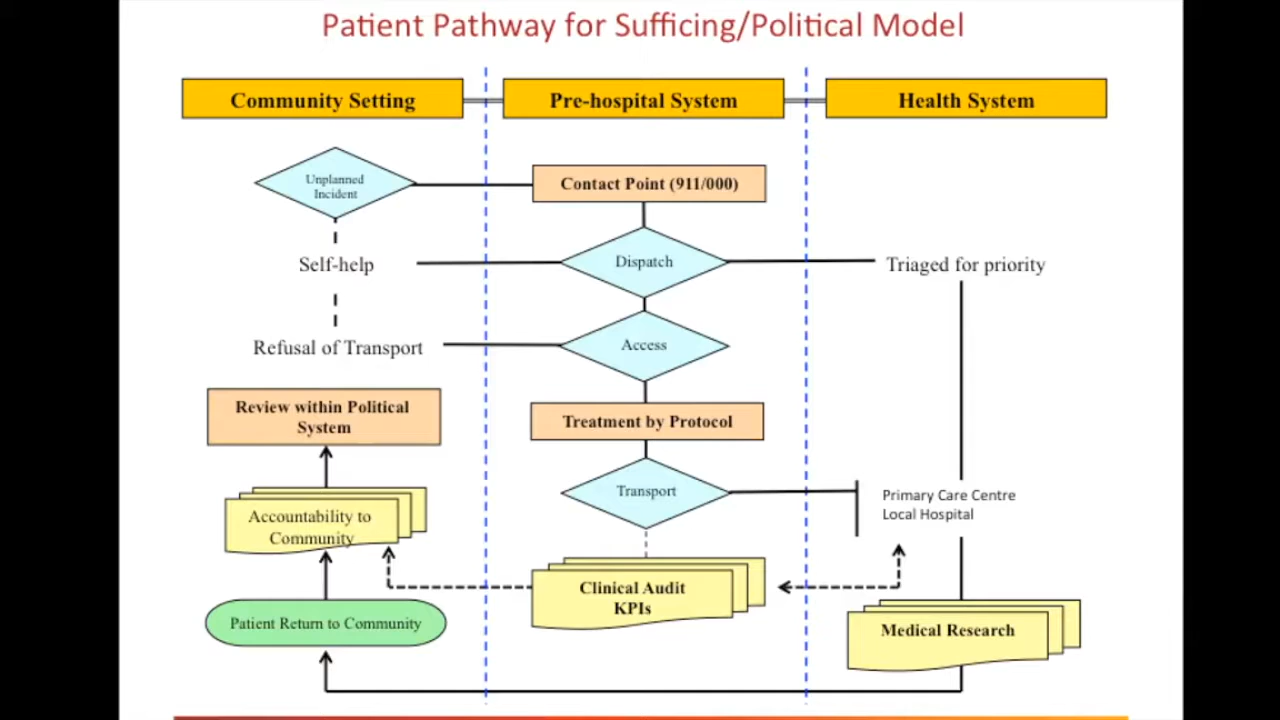 Patient Pathway for Sufficing/Political Model
Community Setting
Pre-hospital System
Health System
Unplanned
Incident
Contact Point (911/000)
Self-help
Dispatch
Triaged for priority
Refusal of Transport
Access
Review within Political
System
Treatment by Protocol
Transport
Primary Care Centre
Local Hospital
Accountability to
Community
Clinical Audit
KPIs
Patient Return to Community
Medical Research